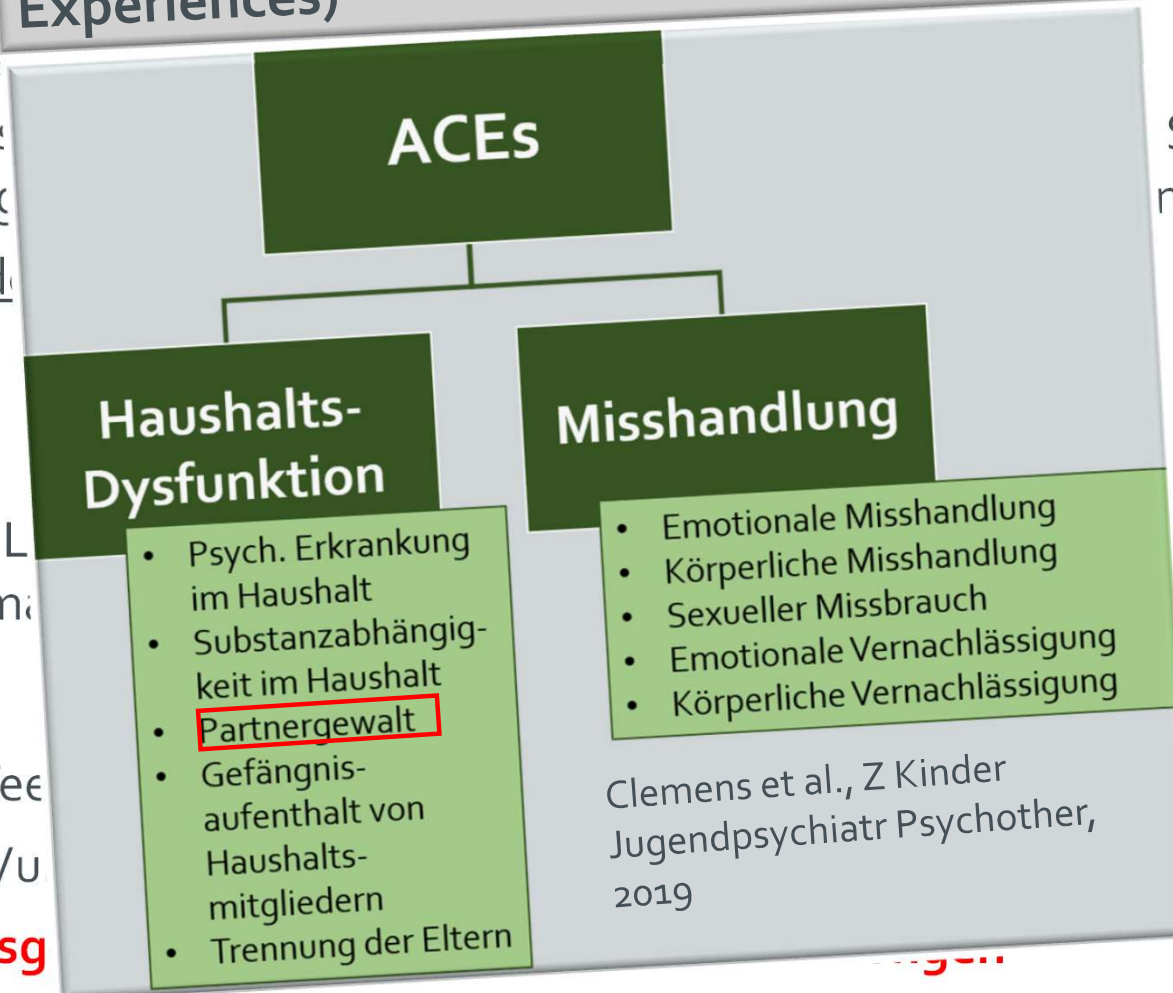 Experiences)
ACEs
Haushalts-
Dysfunktion
• Psych. Erkrankung
im Haushalt
• Substanzabhängig-
keit im Haushalt
• Partnergewalt
• Gefängnis-
aufenthalt von
Haushalts-
mitgliedern
• Trennung der Eltern
Misshandlung
• Emotionale Misshandlung
• Körperliche Misshandlung
• Sexueller Missbrauch
• Emotionale Vernachlässigung
• Körperliche Vernachlässigung
Clemens et al., Z Kinder
Jugendpsychiatr Psychother,
2019